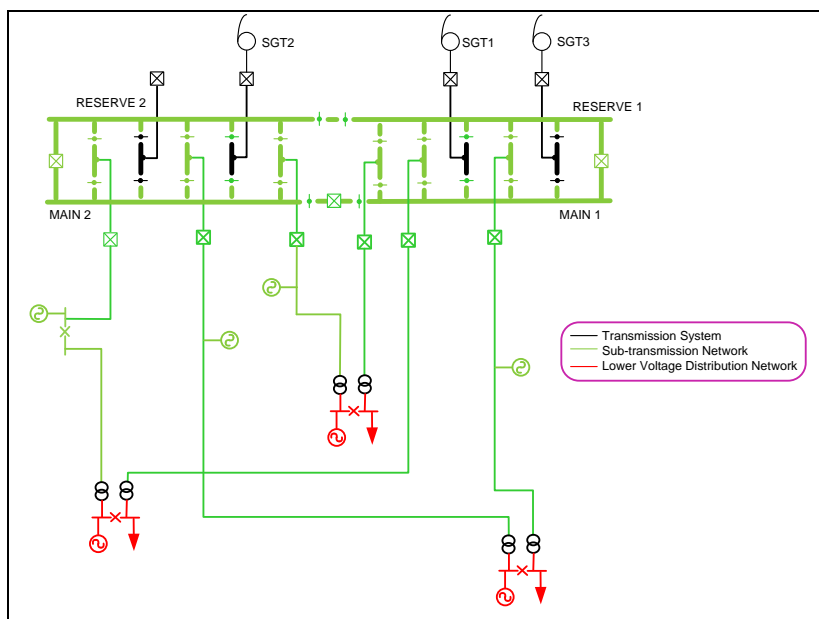 SGT2
SGT1
SGT3
RESERVE 2
RESERVE 1
MAIN 2
MAIN 1
Transmission System
Sub-transmission Network
Lower Voltage Distribution Network